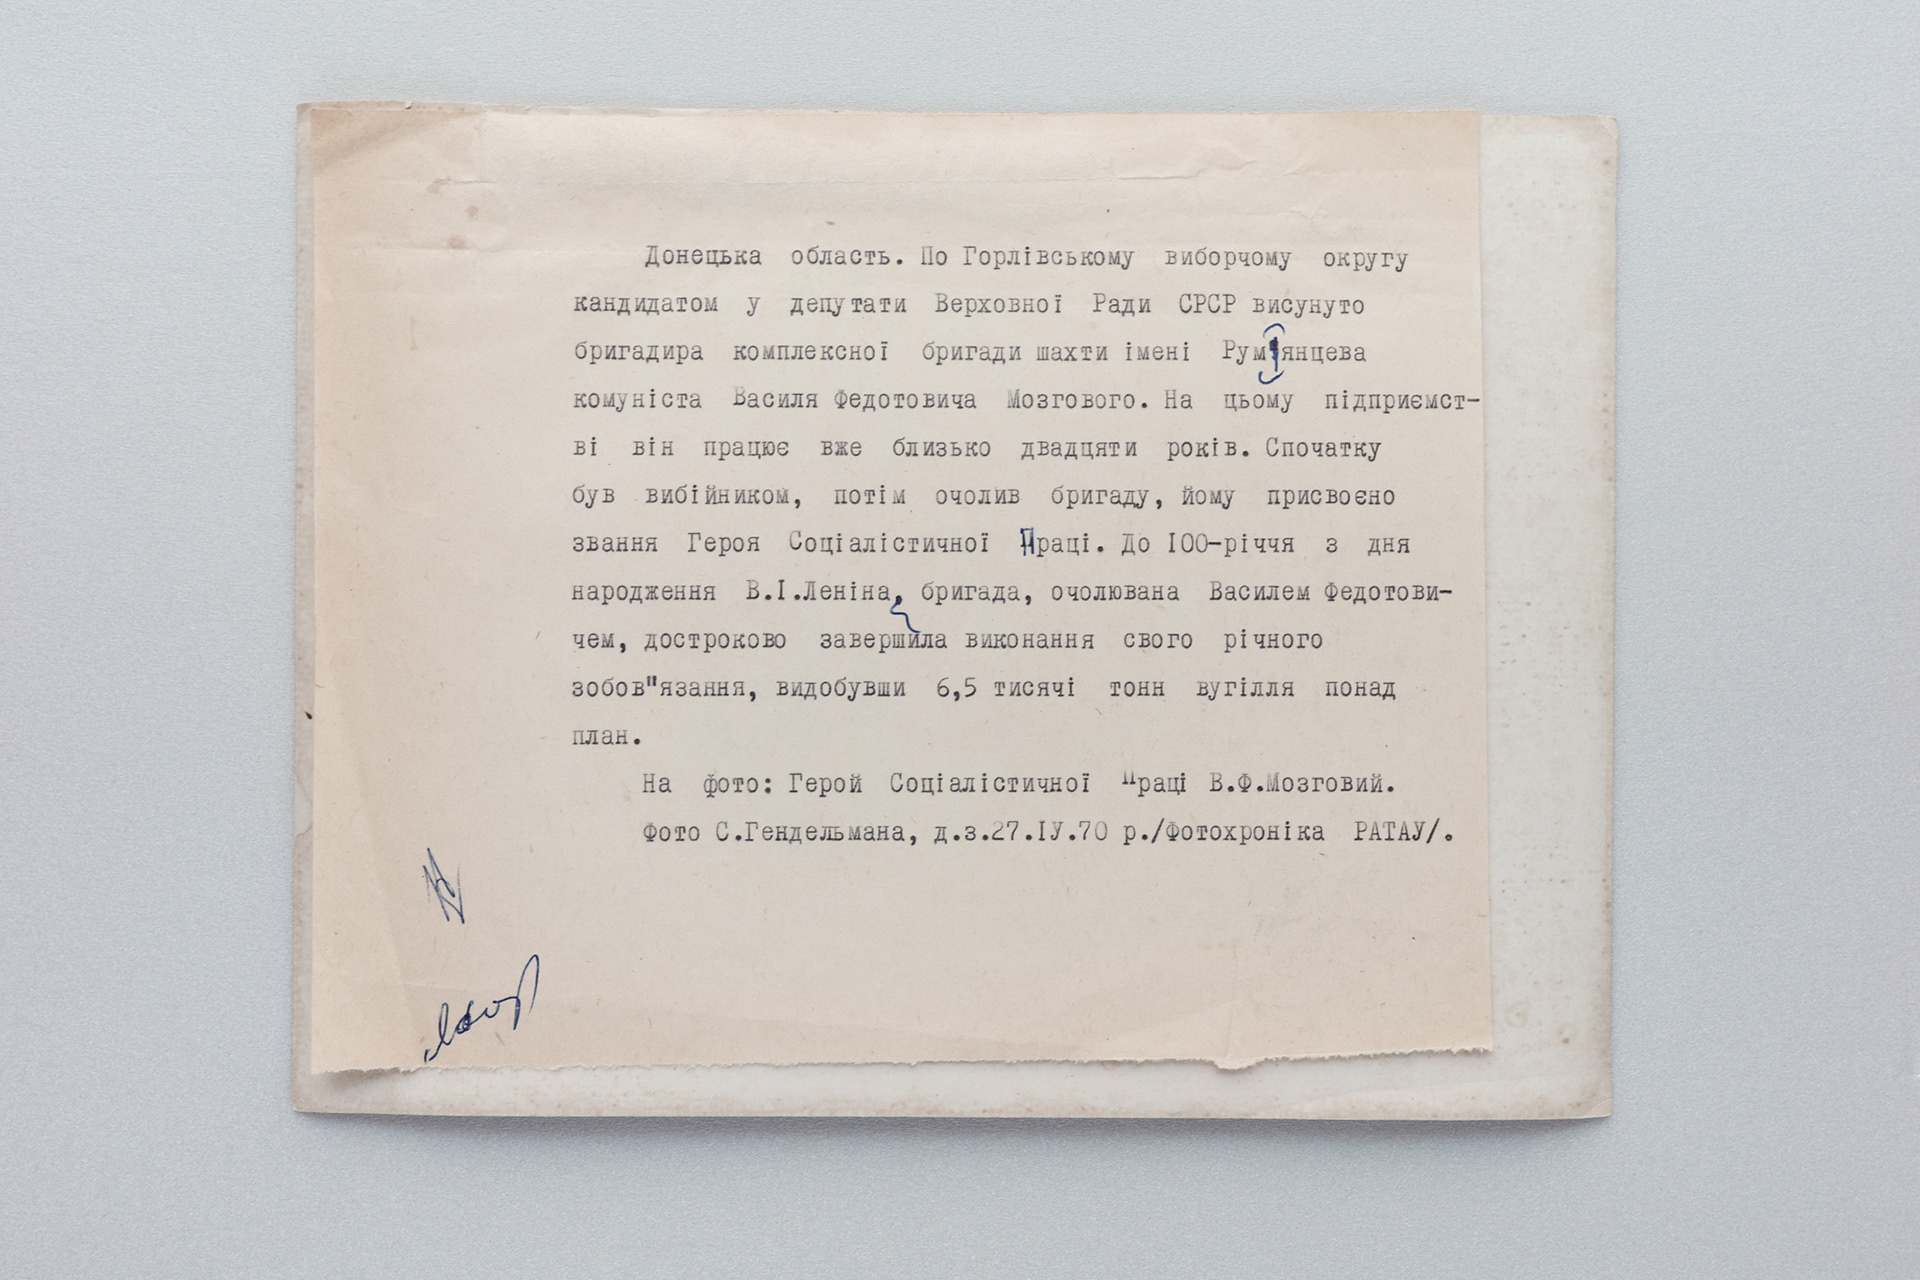 Донецька область. По Горлівському виборчому округу
кандидатом у депутати Верховної Ради СРСР висунуто
бригадира комплексної бригади шахти імені Румянцева
комуніста Василя Федотовича Мозгового. На цьому підприємст-
ві він працює вже близько двадцяти років. Спочатку
був вибійником, потім очолив бригаду, йому присвоєно
звання Героя Соціалістичної Праці. До 100-річчя з дня
народження В.І.Леніна, бригада, очолювана Василем Федотови-
чем, достроково завершила виконання свого річного
зобов"язання, видобувши 6,5 тисячі тонн вугілля понад
план.
На фото: Герой Соціалістичної Праці В.Ф.Мозговий.
Фото С.Гендельмана, д.з.27.ІУ.70 р./Фотохроніка РАТАУ/.